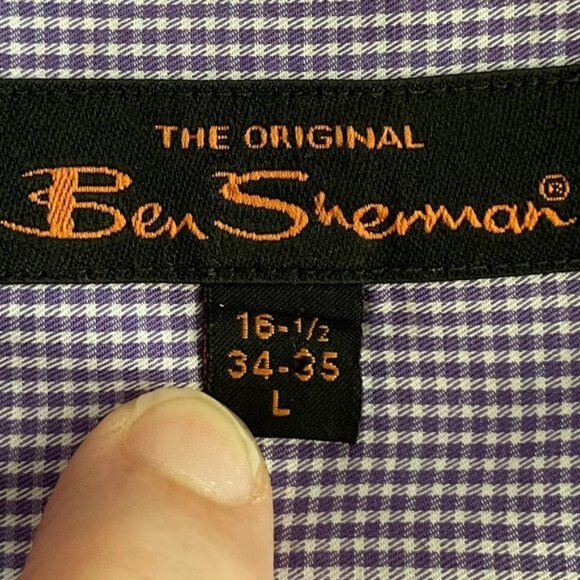 THE ORIGINAL
Ben Sherman®
16-1/2
34-35
L